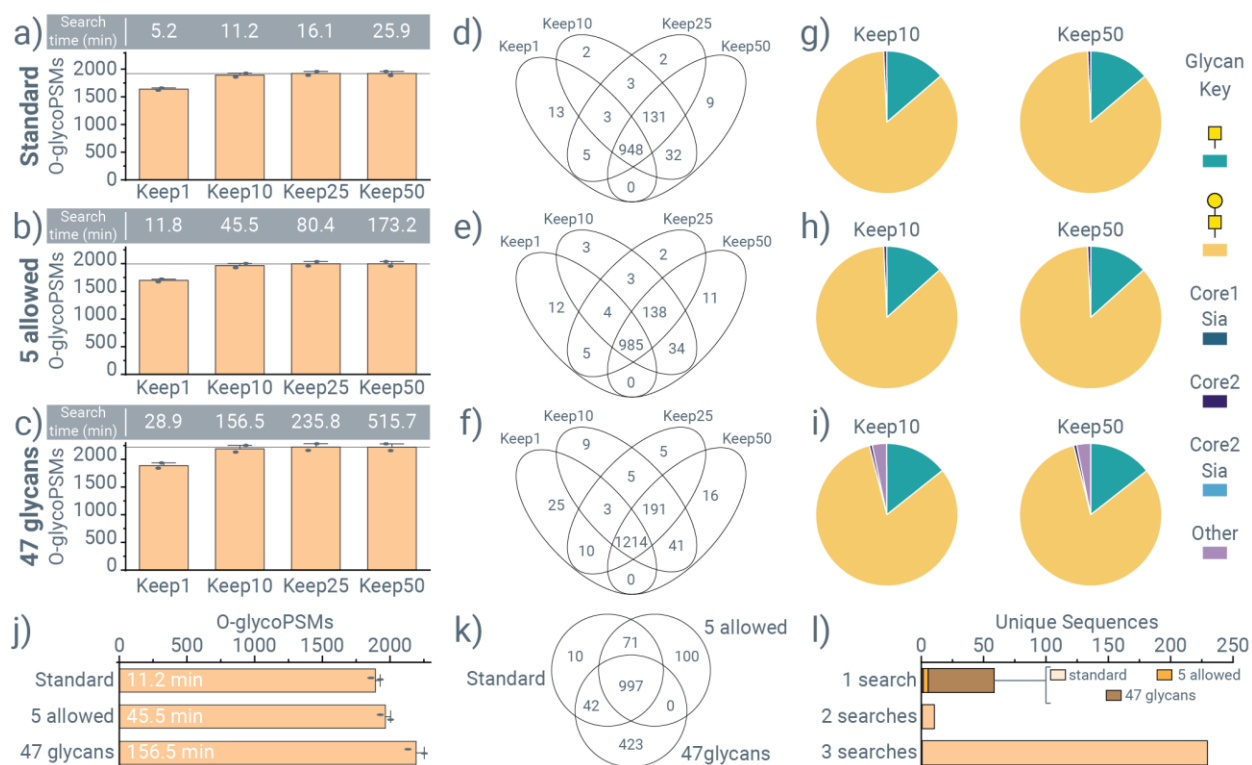 a)
Search
time (min)
5.2 11.2 16.1 25.9
Standard
O-glycoPSMs
2000
1500
1000
500
0
Keep1 Keep10 Keep25 Keep50
b)
Search
time (min)
11.8 45.5 80.4 173.2
5 allowed
O-glycoPSMs
2000
1500
1000
500
0
Keep1 Keep10 Keep25 Keep50
c)
Search
time (min)
28.9 156.5 235.8 515.7
47 glycans
O-glycoPSMs
2000
1500
1000
500
0
Keep1 Keep10 Keep25 Keep50
d)
Keep10 Keep25
Keep1 Keep50
2 2
3
13 3 131 9
948
5 32
0
e)
Keep10 Keep25
Keep1 Keep50
3 2
3
12 4 138 11
985
5 34
0
f)
Keep10 Keep25
Keep1 Keep50
9 5
5
25 3 191 16
1214
10 41
0
g)
Keep10 Keep50
h)
Keep10 Keep50
i)
Keep10 Keep50
Glycan
Key
Core1
Sia
Core2
Core2
Sia
Other
j)
O-glycoPSMs
0 500 1000 1500 2000
Standard 11.2 min
5 allowed 45.5 min
47 glycans 156.5 min
k)
Standard
5 allowed
47glycans
71
10 100
997
42 0
423
l)
Unique Sequences
0 50 100 150 200 250
1 search
standard 5 allowed
47 glycans
2 searches
3 searches